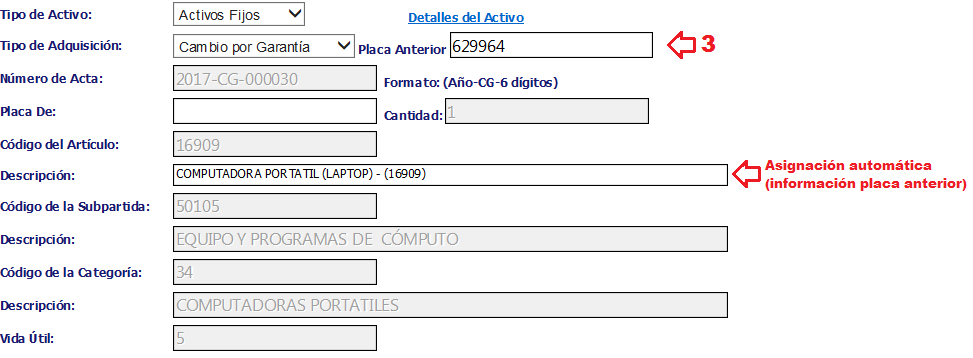 Tipo de Activo: Activos Fijos Detalles del Activo
Tipo de Adquisición: Cambio por Garantía Placa Anterior 629964 3
Número de Acta: 2017-CG-000030 Formato: (Año-CG-6 dígitos)
Placa De: Cantidad: 1
Código del Artículo: 16909
Descripción: COMPUTADORA PORTATIL (LAPTOP) - (16909) Asignación automática
(información placa anterior)
Código de la Subpartida: 50105
Descripción: EQUIPO Y PROGRAMAS DE CÓMPUTO
Código de la Categoría: 34
Descripción: COMPUTADORAS PORTATILES
Vida Útil: 5